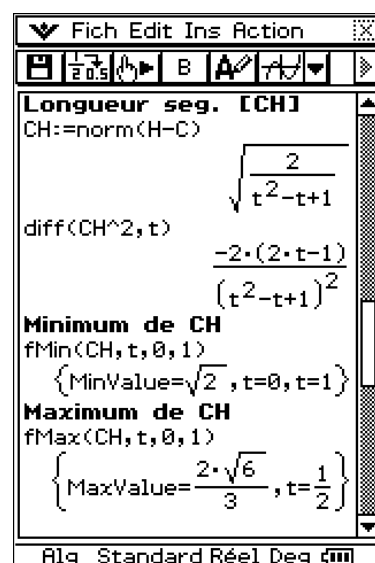 Fich Edit Ins Action
B
Longueur seg. [CH]
CH:=norm(H-C)
√(2/(t²-t+1))
diff(CH^2,t)
-2·(2·t-1)/(t²-t+1)²
Minimum de CH
fMin(CH,t,0,1)
{MinValue=√2 ,t=0,t=1}
Maximum de CH
fMax(CH,t,0,1)
{MaxValue=2·√6/3 ,t=1/2}
Alg Standard Réel Deg